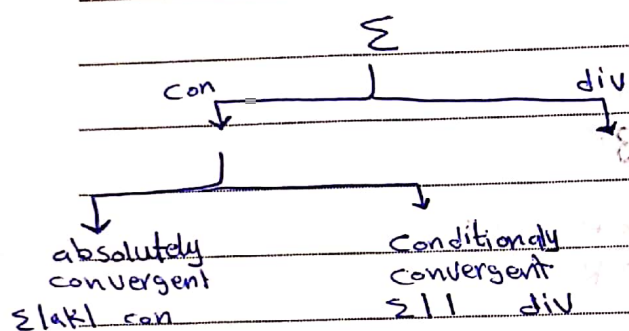 Σ
con div
absolutely conditionaly
convergent convergent
Σ|ak| con Σ|| div